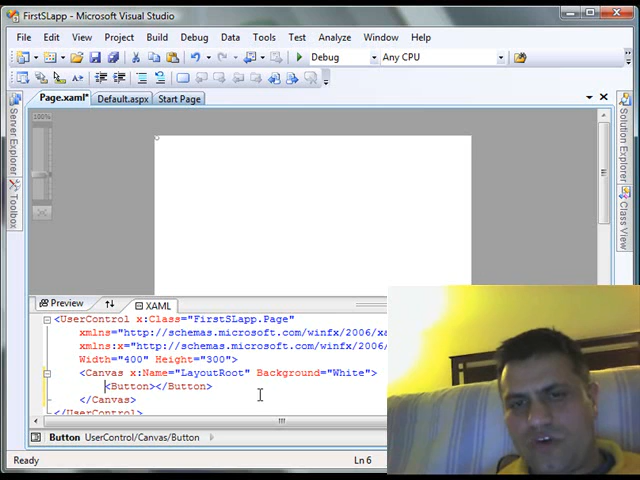 FirstSLapp - Microsoft Visual Studio
File Edit View Project Build Debug Data Tools Test Analyze Window Help
Debug Any CPU
Page.xaml* Default.aspx Start Page
Server Explorer
Toolbox
Solution Explorer
Class View
100%
Preview XAML
<UserControl x:Class="FirstSLapp.Page"
xmlns="http://schemas.microsoft.com/winfx/2006/xa
xmlns:x="http://schemas.microsoft.com/winfx/2006/
Width="400" Height="300">
<Canvas x:Name="LayoutRoot" Background="White">
<Button></Button>
</Canvas>
</UserControl>
Button UserControl/Canvas/Button
Ready Ln 6